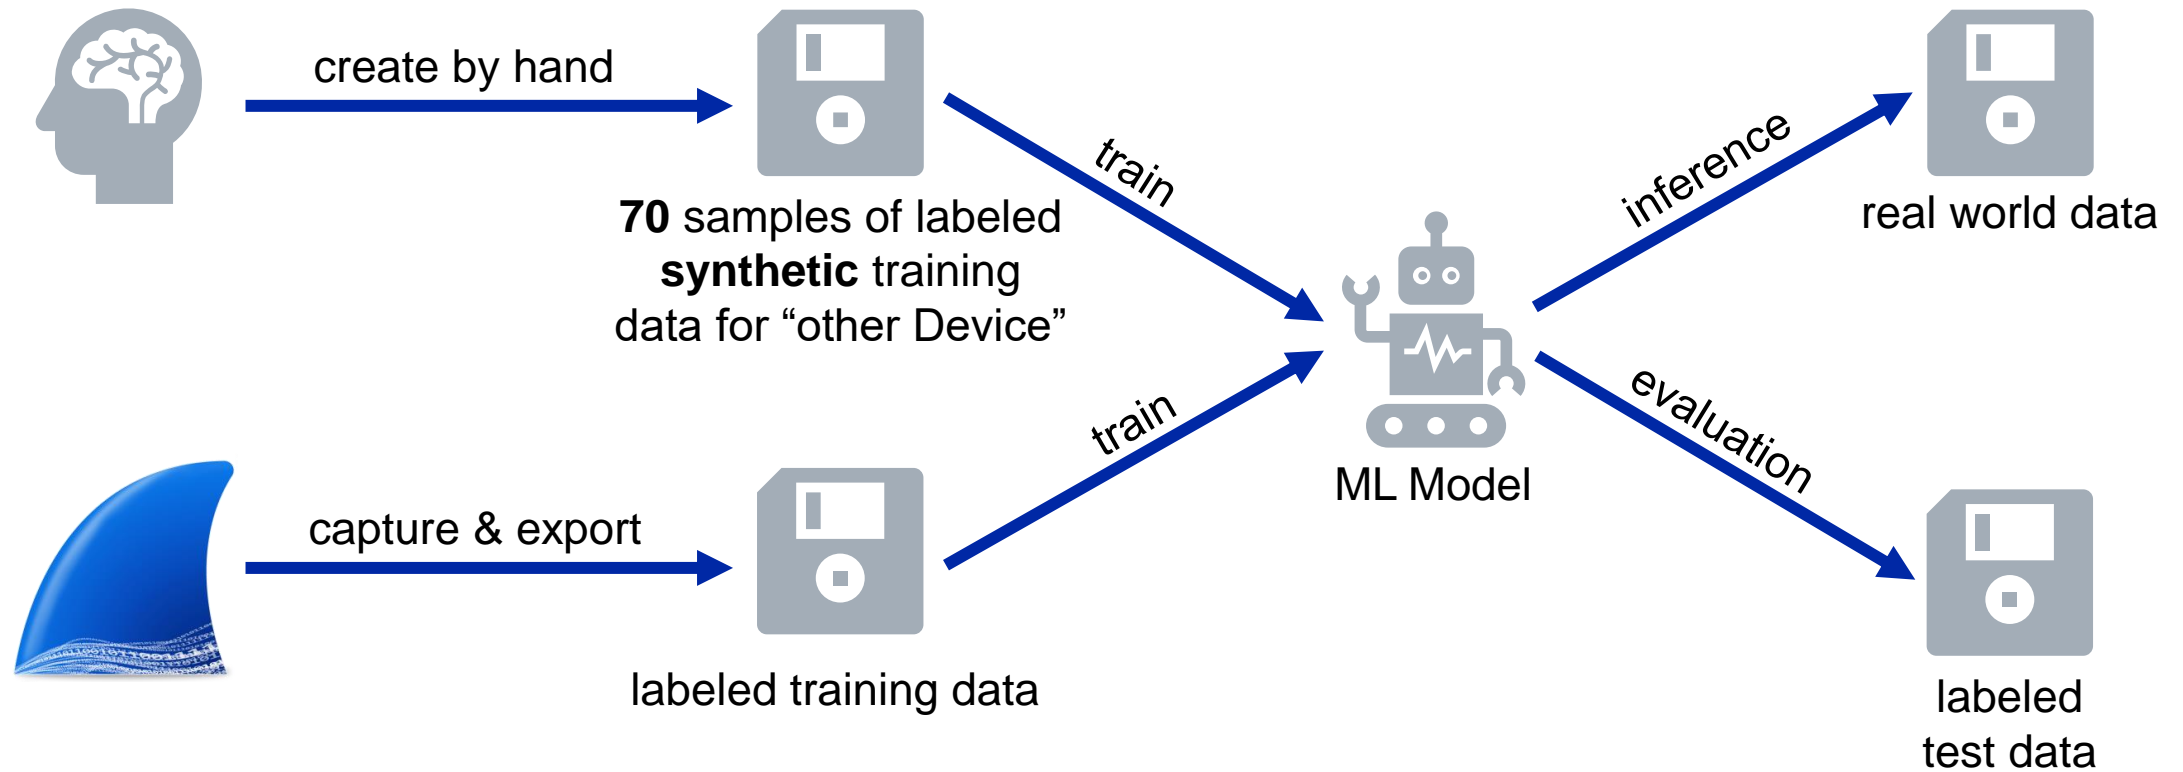 create by hand
70 samples of labeled
synthetic training
data for “other Device”
train
inference
real world data
capture & export
labeled training data
train
ML Model
evaluation
labeled
test data